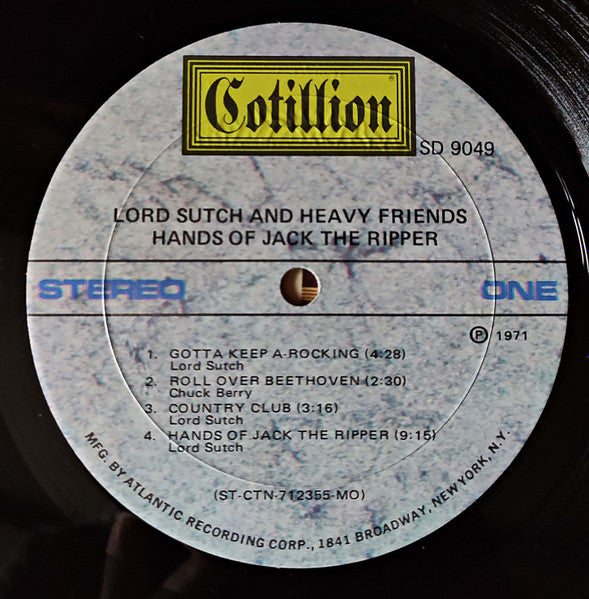 Cotillion
®
SD 9049
LORD SUTCH AND HEAVY FRIENDS
HANDS OF JACK THE RIPPER
STEREO ONE
Ⓟ 1971
1. GOTTA KEEP A-ROCKING (4:28)
Lord Sutch
2. ROLL OVER BEETHOVEN (2:30)
Chuck Berry
3. COUNTRY CLUB (3:16)
Lord Sutch
4. HANDS OF JACK THE RIPPER (9:15)
Lord Sutch
(ST-CTN-712355-MO)
MFG. BY ATLANTIC RECORDING CORP., 1841 BROADWAY, NEW YORK, N.Y.